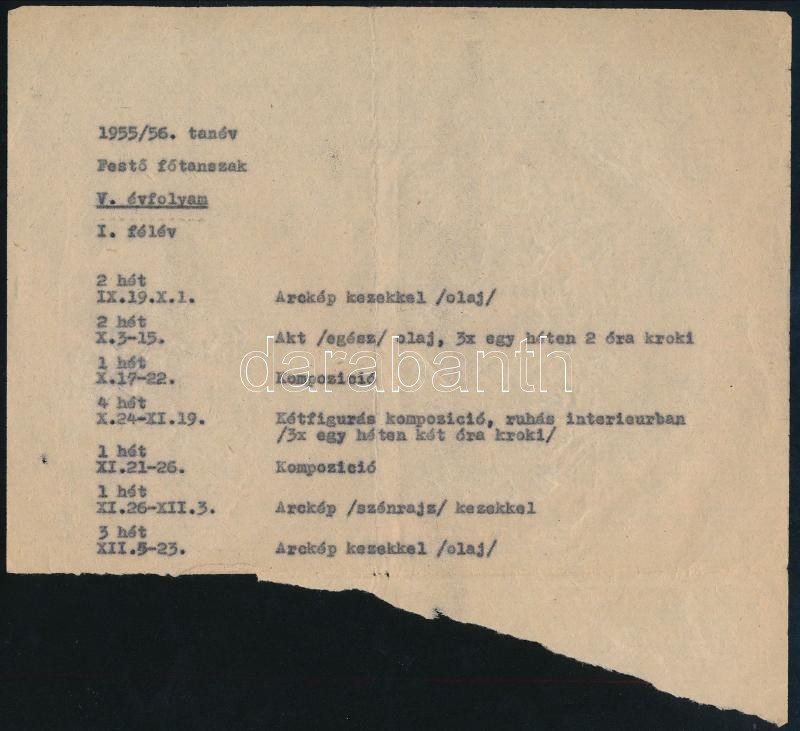 1955/56. tanév
Festő főtanszak
V. évfolyam
I. félév
2 hét
IX.19.X.1. Arckép kezekkel /olaj/
2 hét
X.3-15. Akt /egész/ olaj, 3x egy héten 2 óra kroki
1 hét
X.17-22. Kompozició
4 hét
X.24-XI.19. Kétfigurás kompozició, ruhás interieurban
/3x egy héten két óra kroki/
1 hét
XI.21-26. Kompozició
1 hét
XI.26-XII.3. Arckép /szénrajz/ kezekkel
3 hét
XII.5-23. Arckép kezekkel /olaj/
darabanth